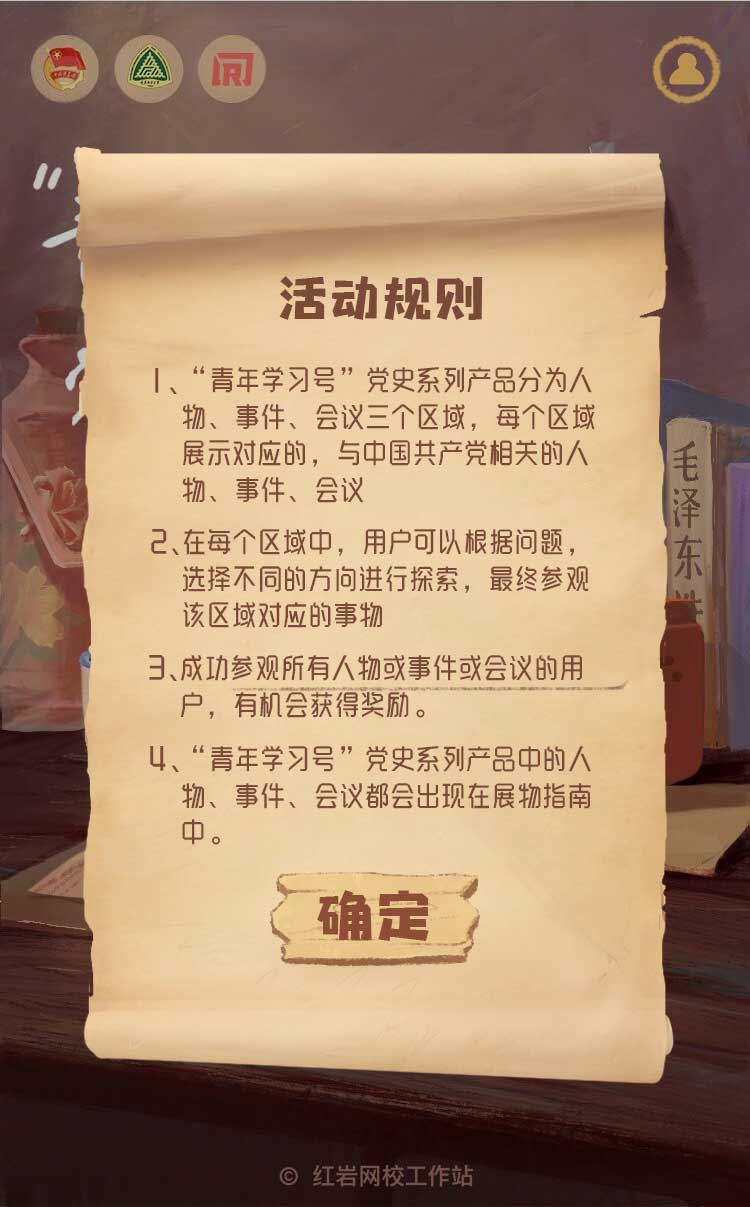 活动规则
1、“青年学习号”党史系列产品分为人
物、事件、会议三个区域，每个区域
展示对应的，与中国共产党相关的人
物、事件、会议
2、在每个区域中，用户可以根据问题，
选择不同的方向进行探索，最终参观
该区域对应的事物
3、成功参观所有人物或事件或会议的用
户，有机会获得奖励。
4、“青年学习号”党史系列产品中的人
物、事件、会议都会出现在展物指南
中。
确定
毛泽东
© 红岩网校工作站